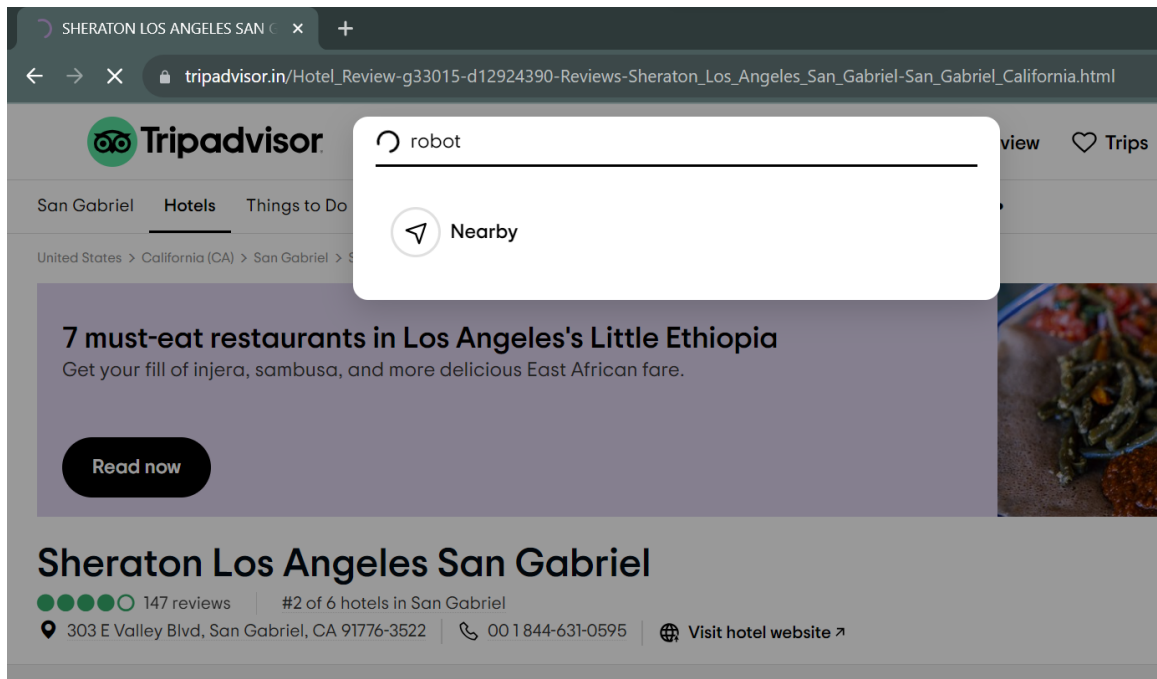 SHERATON LOS ANGELES SAN
tripadvisor.in/Hotel_Review-g33015-d12924390-Reviews-Sheraton_Los_Angeles_San_Gabriel-San_Gabriel_California.html
Tripadvisor
robot
view
Trips
San Gabriel
Hotels
Things to Do
Nearby
United States > California (CA) > San Gabriel >
7 must-eat restaurants in Los Angeles's Little Ethiopia
Get your fill of injera, sambusa, and more delicious East African fare.
Read now
Sheraton Los Angeles San Gabriel
147 reviews
#2 of 6 hotels in San Gabriel
303 E Valley Blvd, San Gabriel, CA 91776-3522
00 1 844-631-0595
Visit hotel website